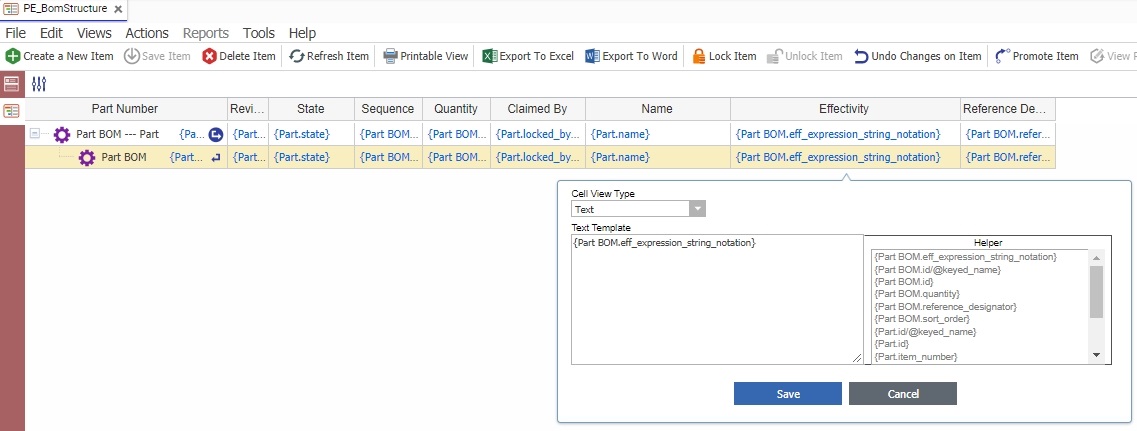 PE_BomStructure
File Edit Views Actions Reports Tools Help
Create a New Item Save Item Delete Item Refresh Item Printable View Export To Excel Export To Word Lock Item Unlock Item Undo Changes on Item Promote Item View
Part Number Revi... State Sequence Quantity Claimed By Name Effectivity Reference De...
Part BOM --- Part {Pa... {Part... {Part.state} {Part BOM... {Part BOM... {Part.locked_by... {Part.name} {Part BOM.eff_expression_string_notation} {Part BOM.refer...
Part BOM {Part... {Part... {Part.state} {Part BOM... {Part BOM... {Part.locked_by... {Part.name} {Part BOM.eff_expression_string_notation} {Part BOM.refer...
Cell View Type
Text
Text Template
{Part BOM.eff_expression_string_notation}
Helper
{Part BOM.eff_expression_string_notation}
{Part BOM.id/@keyed_name}
{Part BOM.id}
{Part BOM.quantity}
{Part BOM.reference_designator}
{Part BOM.sort_order}
{Part.id/@keyed_name}
{Part.id}
{Part.item_number}
Save Cancel